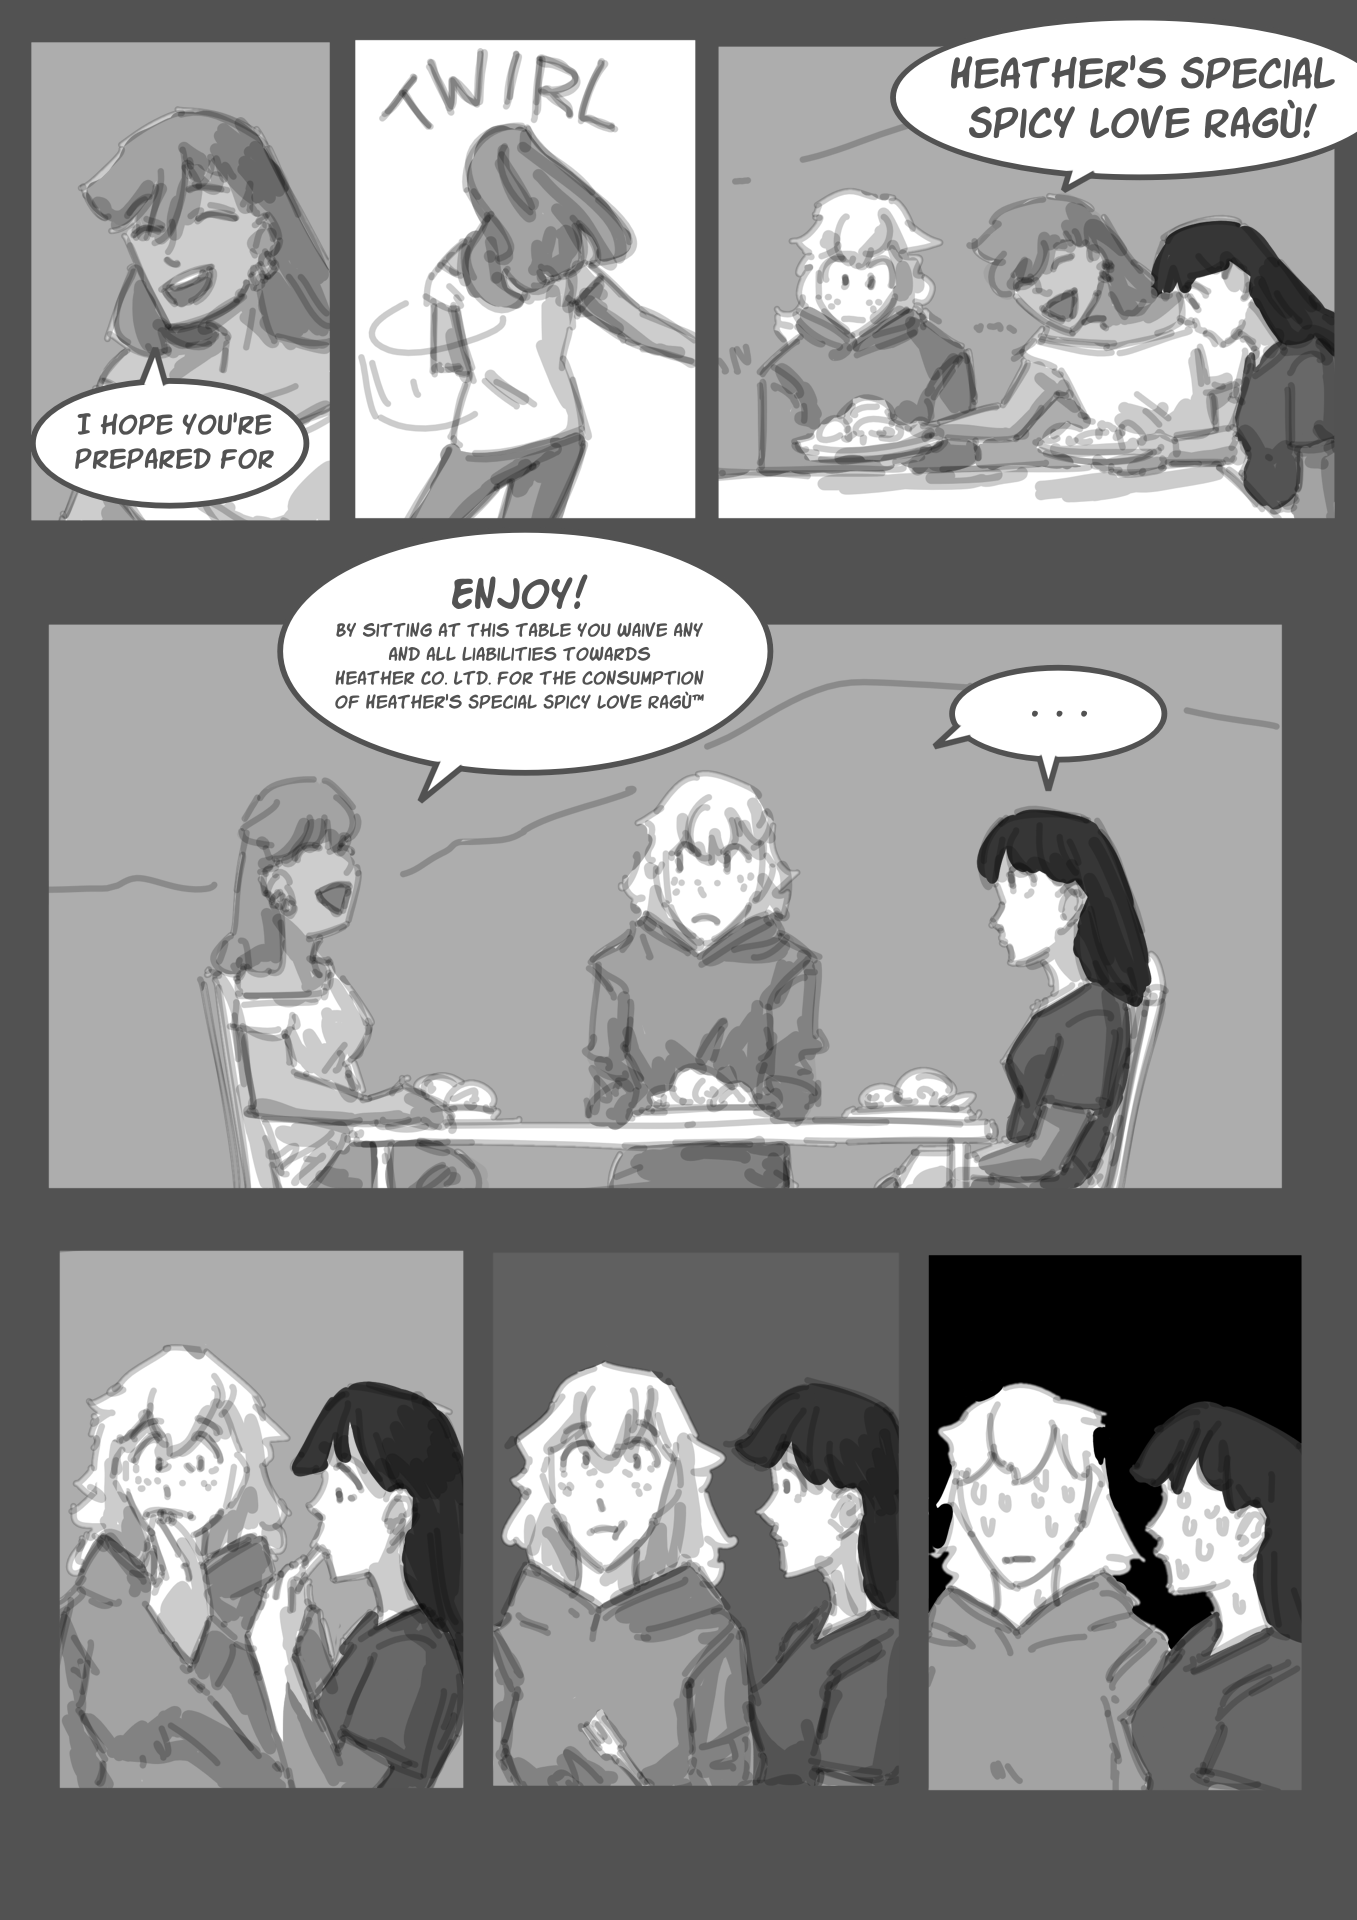 I HOPE YOU'RE
PREPARED FOR
TWIRL
HEATHER'S SPECIAL
SPICY LOVE RAGÙ!
ENJOY!
BY SITTING AT THIS TABLE YOU WAIVE ANY
AND ALL LIABILITIES TOWARDS
HEATHER CO. LTD. FOR THE CONSUMPTION
OF HEATHER'S SPECIAL SPICY LOVE RAGÙ™
. . .